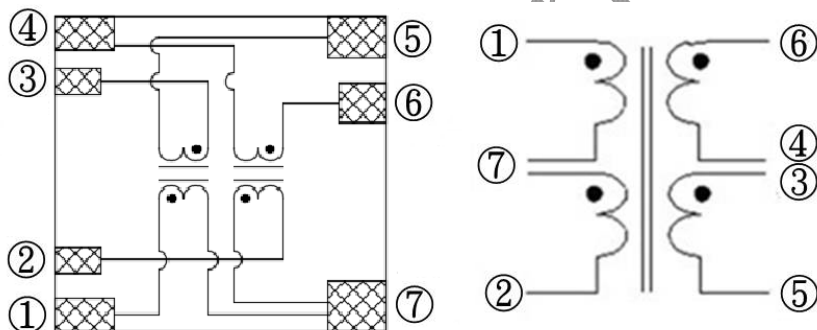 ④ ⑤ ① ⑥
③ ⑥
⑦ ④
③
② ② ⑤
① ⑦